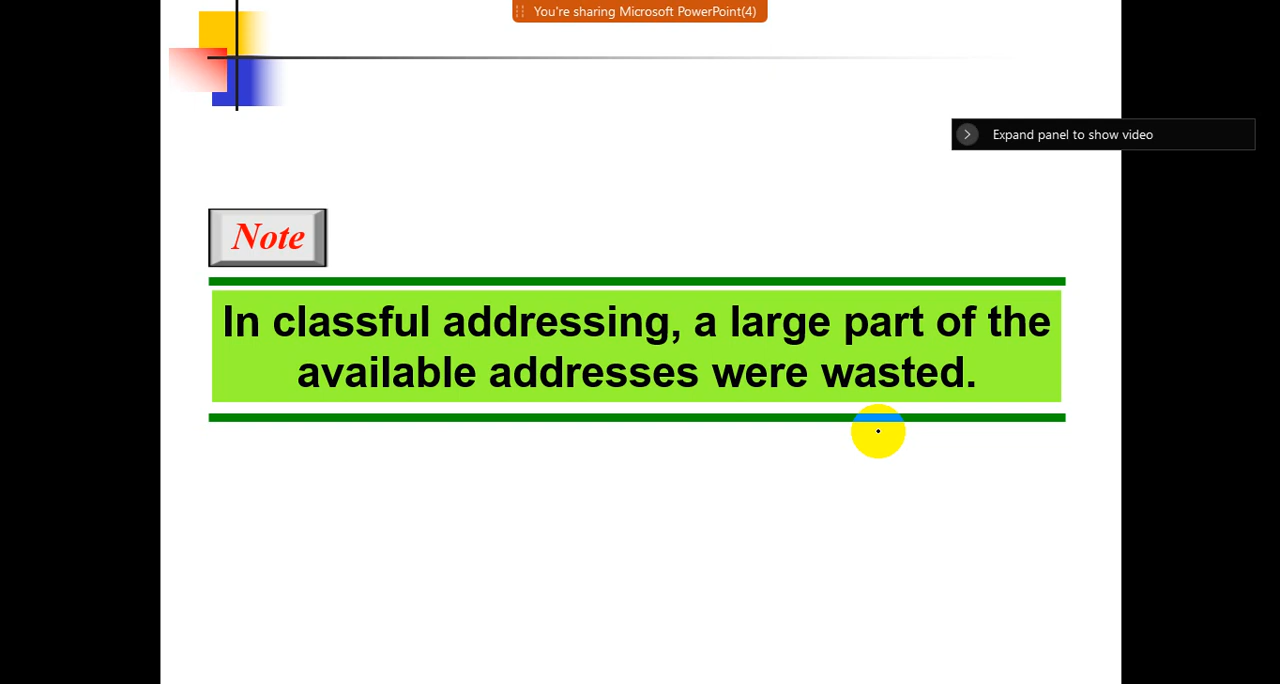 You're sharing Microsoft PowerPoint(4)
Expand panel to show video
Note
In classful addressing, a large part of the
available addresses were wasted.